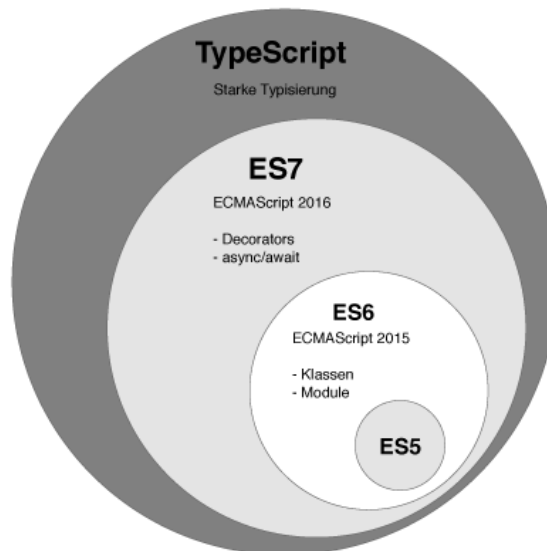 TypeScript
Starke Typisierung
ES7
ECMAScript 2016
- Decorators
- async/await
ES6
ECMAScript 2015
- Klassen
- Module
ES5